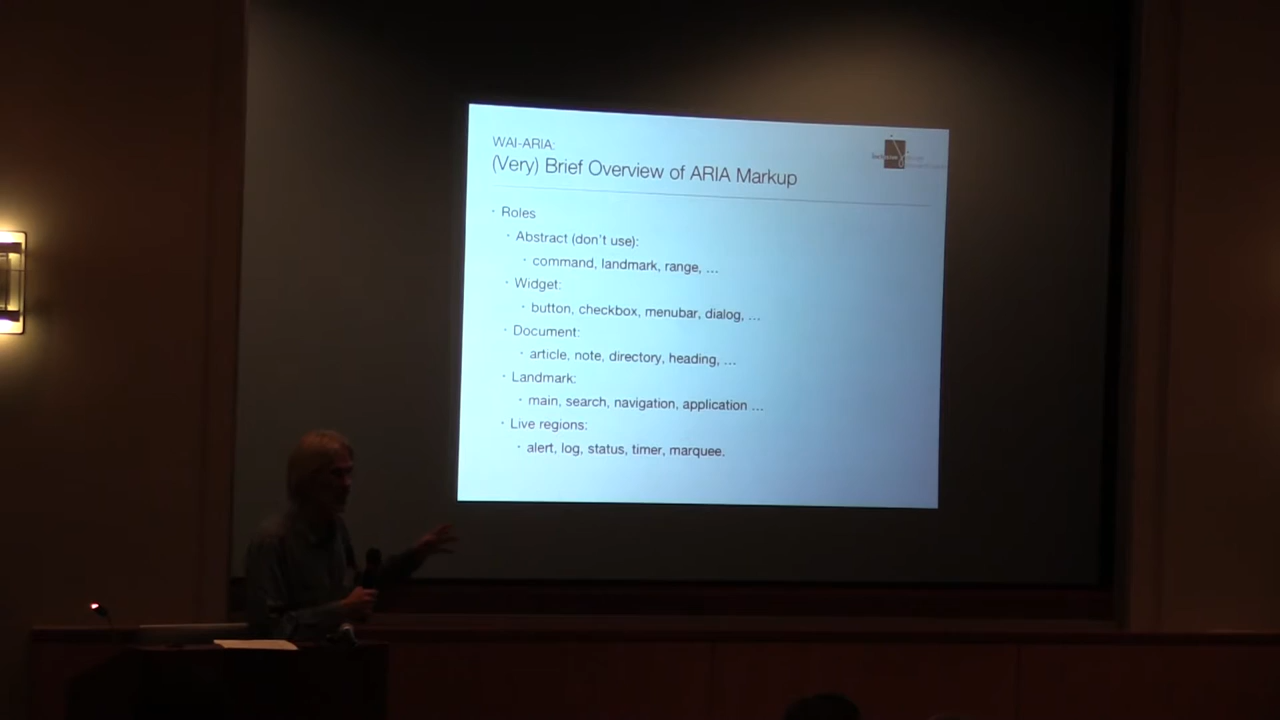 WAI-ARIA:
(Very) Brief Overview of ARIA Markup
· Roles
· Abstract (don't use):
· command, landmark, range, …
· Widget:
· button, checkbox, menubar, dialog, …
· Document:
· article, note, directory, heading, …
· Landmark:
· main, search, navigation, application …
· Live regions:
· alert, log, status, timer, marquee.